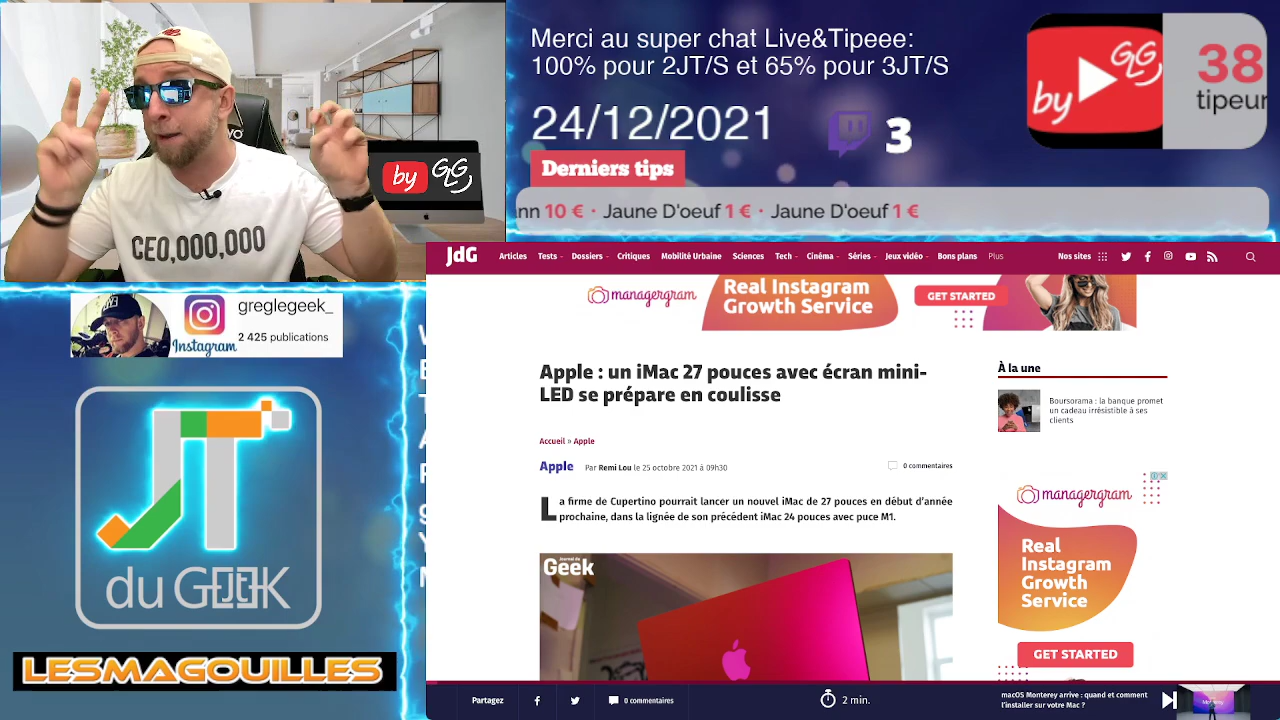 Merci au super chat Live&Tipeee:
100% pour 2JT/S et 65% pour 3JT/S
24/12/2021
3
by GLG
38
tipeur
Derniers tips
nn 10 € • Jaune D'oeuf 1 € • Jaune D'oeuf 1 €
CEO,OOO,OOO
by GLG
greglegeek_
2 425 publications
Instagram
JT
du GEEK
LESMAGOUILLES
JdG
Articles Tests Dossiers Critiques Mobilité Urbaine Sciences Tech Cinéma Séries Jeux vidéo Bons plans Plus
Nos sites
managergram
Real Instagram
Growth Service
GET STARTED
Apple : un iMac 27 pouces avec écran mini-
LED se prépare en coulisse
Accueil » Apple
Apple Par Remi Lou le 25 octobre 2021 à 09h30
0 commentaires
La firme de Cupertino pourrait lancer un nouvel iMac de 27 pouces en début d'année
prochaine, dans la lignée de son précédent iMac 24 pouces avec puce M1.
Journal du
Geek
À la une
Boursorama : la banque promet
un cadeau irrésistible à ses
clients
managergram
Real
Instagram
Growth
Service
GET STARTED
Partagez
0 commentaires
2 min.
macOS Monterey arrive : quand et comment
l'installer sur votre Mac ?